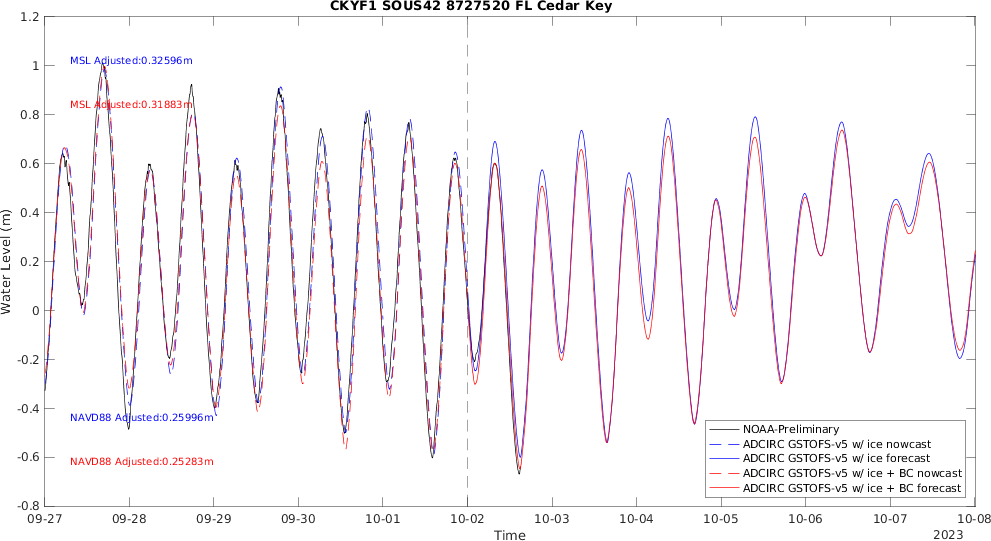 CKYF1 SOUS42 8727520 FL Cedar Key
1.2
1
0.8
0.6
0.4
0.2
0
-0.2
-0.4
-0.6
-0.8
Water Level (m)
MSL Adjusted:0.32596m
MSL Adjusted:0.31883m
NAVD88 Adjusted:0.25996m
NAVD88 Adjusted:0.25283m
NOAA-Preliminary
ADCIRC GSTOFS-v5 w/ ice nowcast
ADCIRC GSTOFS-v5 w/ ice forecast
ADCIRC GSTOFS-v5 w/ ice + BC nowcast
ADCIRC GSTOFS-v5 w/ ice + BC forecast
09-27 09-28 09-29 09-30 10-01 10-02 10-03 10-04 10-05 10-06 10-07 10-08
Time
2023